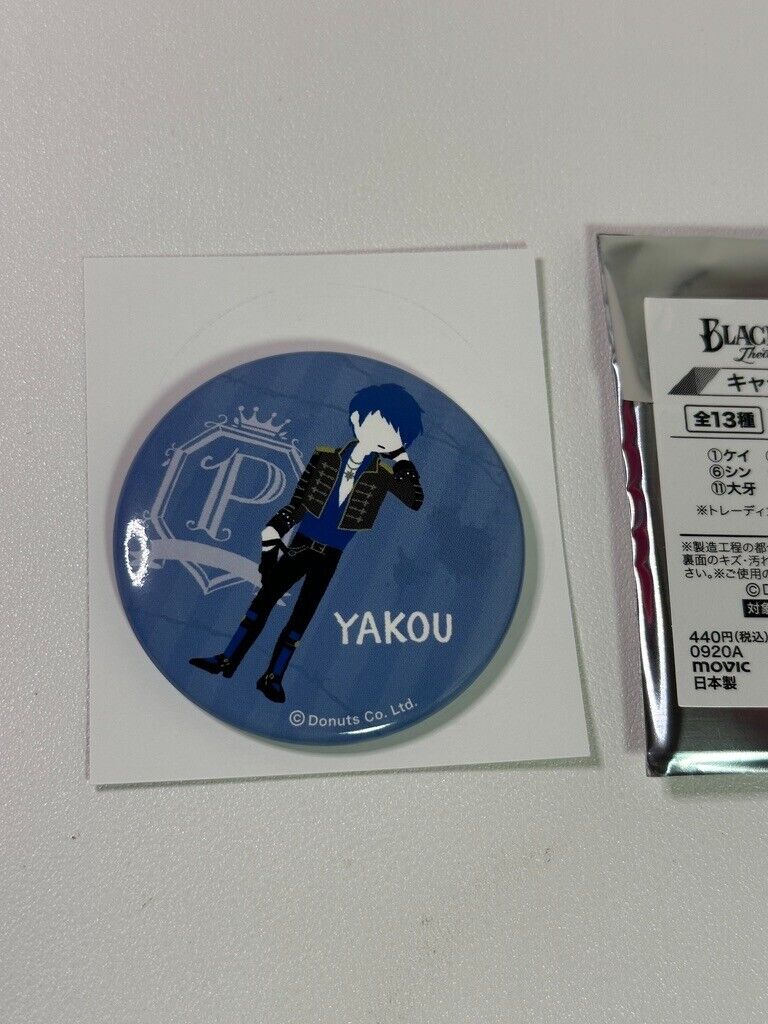 P
YAKOU
©Donuts Co. Ltd.
BLAC
Thea
キャ
全13種
①ケイ
⑥シン
⑪大牙
※トレーディ
※製造工程の都
裏面のキズ・汚れ
さい。※ご使用の
©D
対象
440円(税込)
0920A
movic
日本製